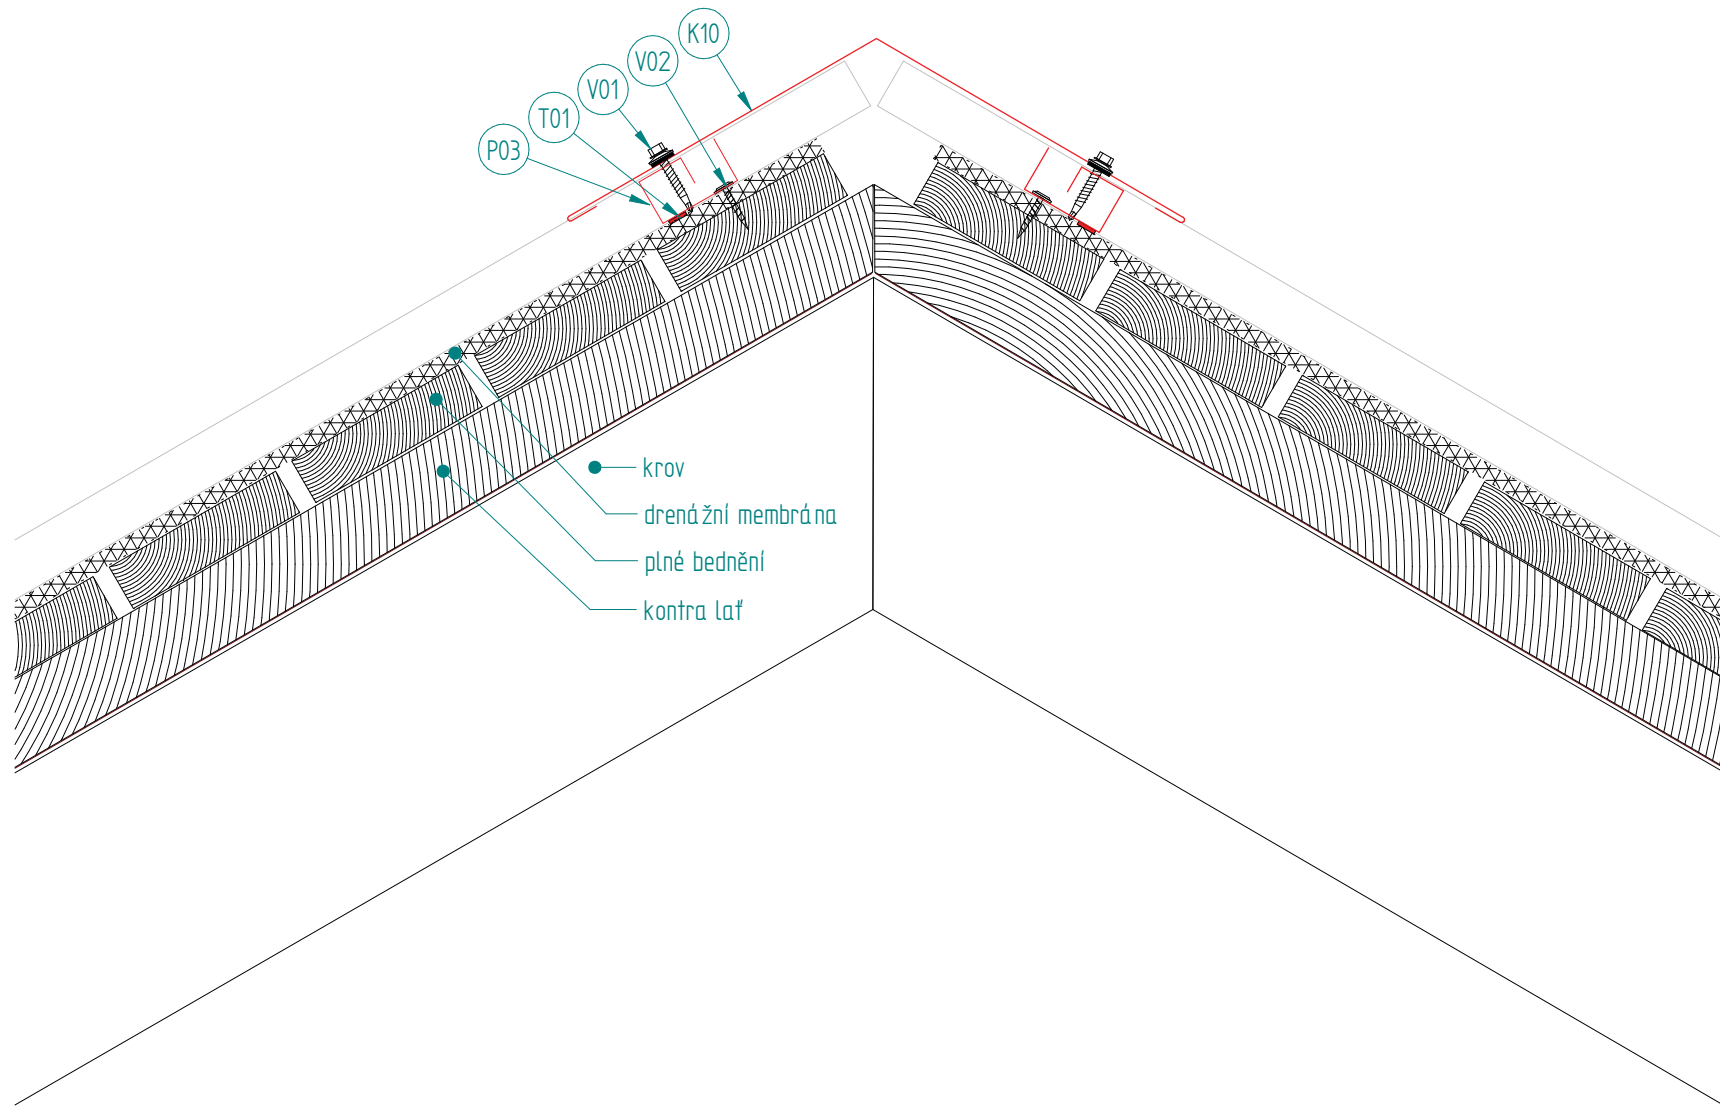 K10
V02
V01
T01
P03
krov
drenážní membrána
plné bednění
kontra lať